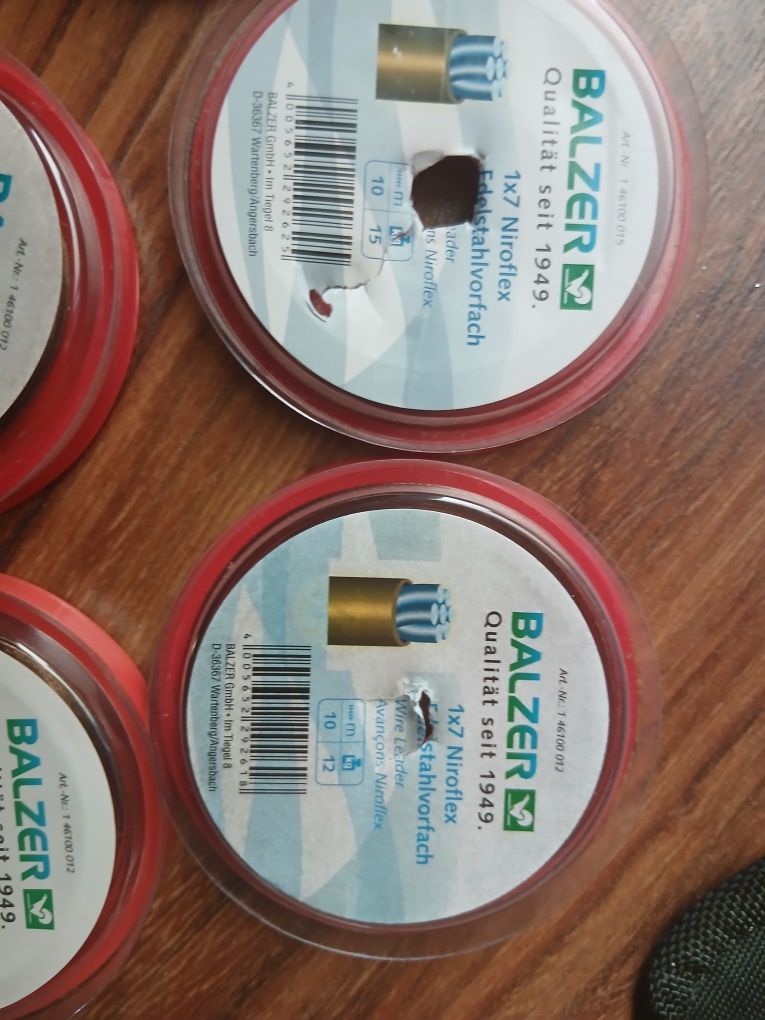 Art.-Nr. 1 46100 015
BALZER
Qualität seit 1949.
1x7 Niroflex
Edelstahlvorfach
Niroflex
m kg
10 15
4 005652 292625
BALZER GmbH • Im Tiegel 8
D-36367 Wartenberg/Angersbach
Art.-Nr.: 1 46100 012
BALZER
Qualität seit 1949.
1x7 Niroflex
Edelstahlvorfach
Wire Leader
Avançons Niroflex
m kg
10 12
4 005652 292618
BALZER GmbH • Im Tiegel 8
D-36367 Wartenberg/Angersbach
Art.-Nr.: 1 46100 012
Art.-Nr.: 1 46100 012
BALZER
seit 1949.